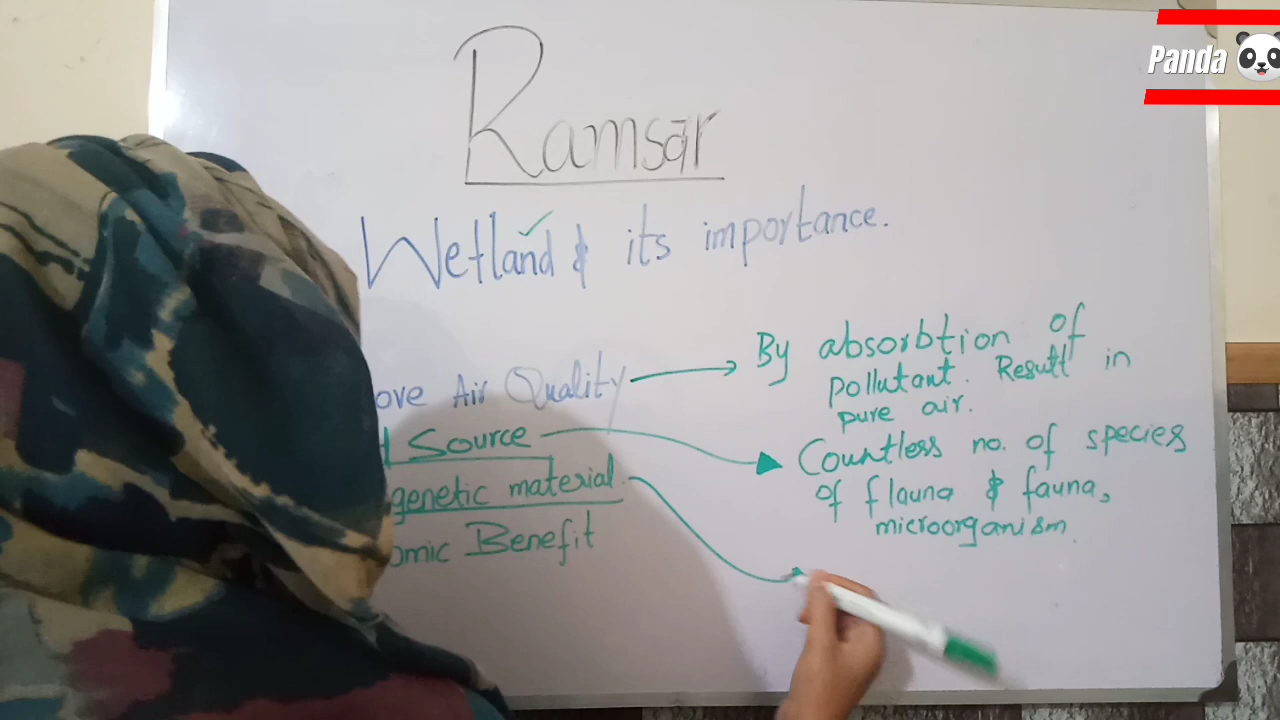 Panda
Ramsar
Wetland & its importance.
ove Air Quality
By absorbtion of
pollutant. Result in
pure air.
d Source
Countless no. of species
of flauna & fauna,
microorganism.
genetic material
omic Benefit